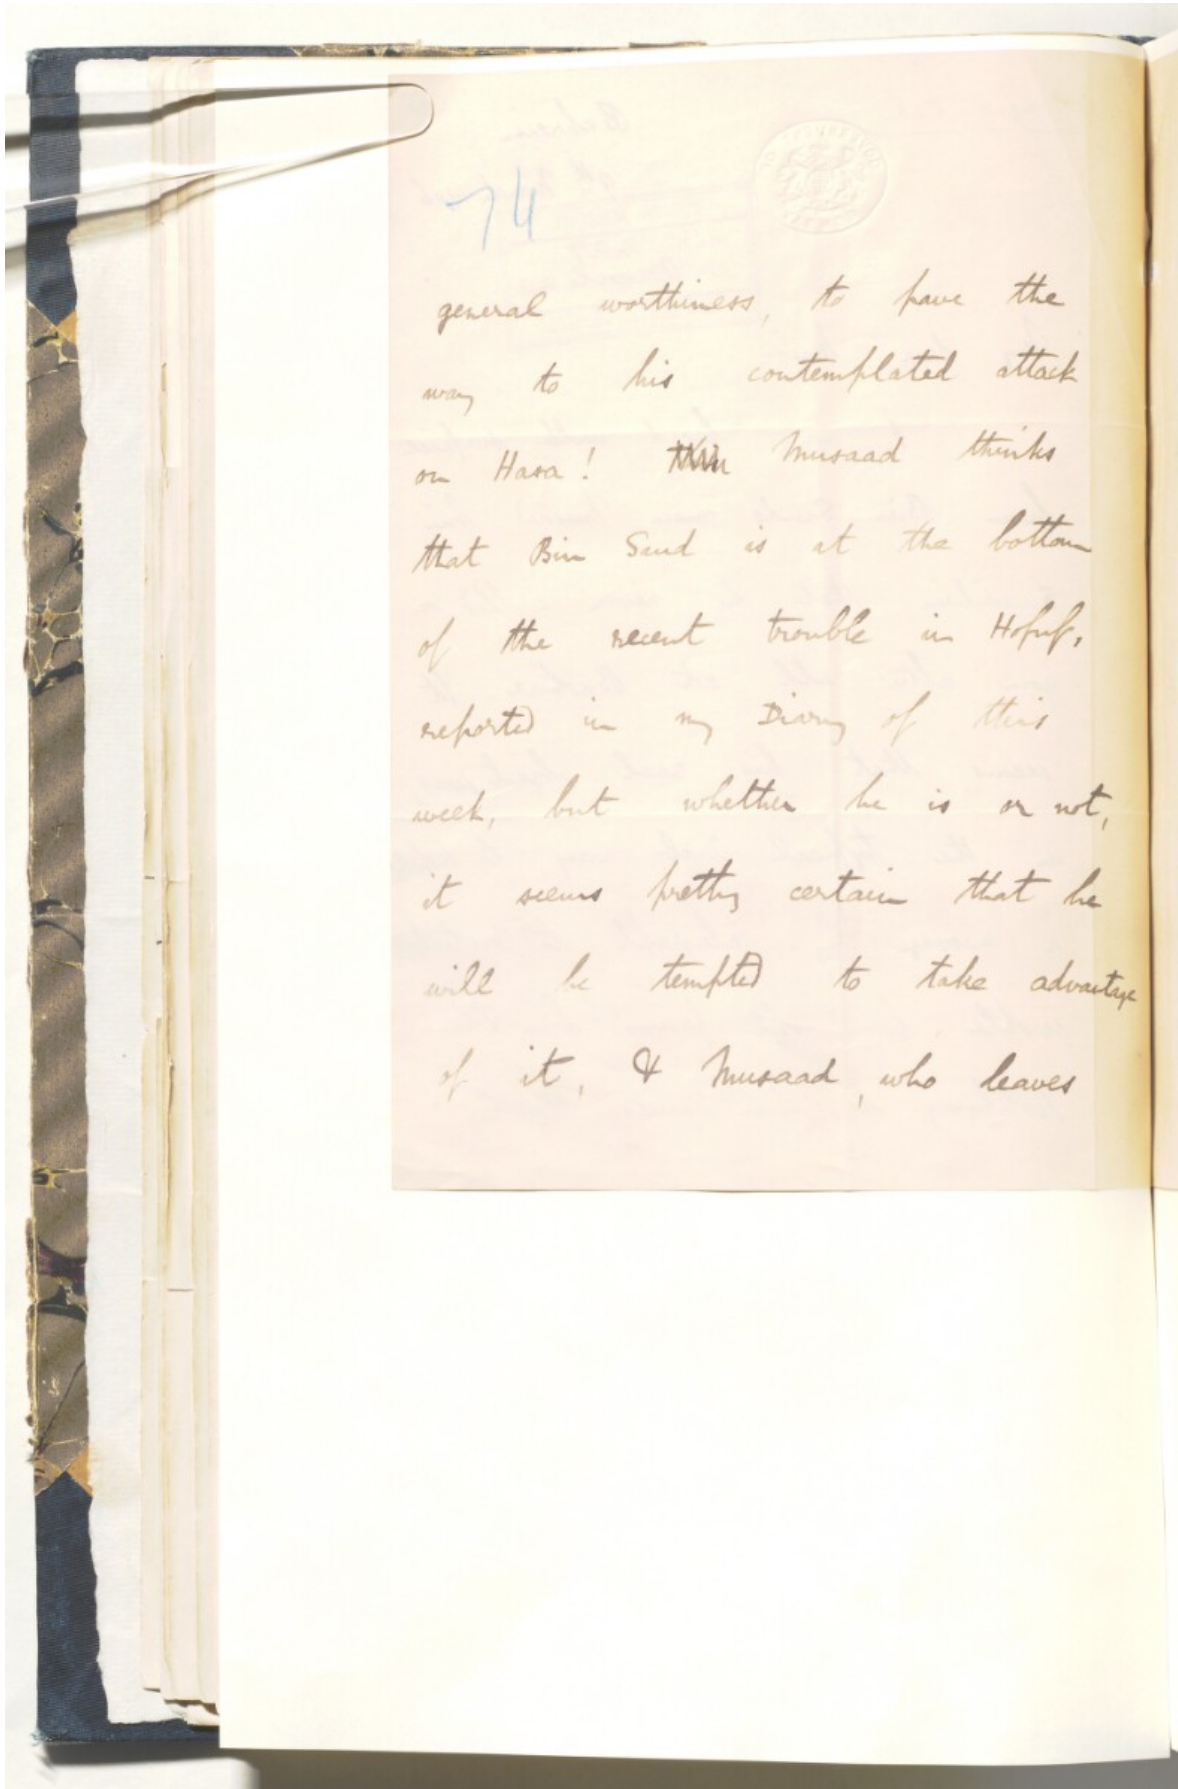 74
general worthiness, to pave the
way to his contemplated attack
on Hasa! Musaad thinks
that Bin Saud is at the bottom
of the recent trouble in Hofuf,
reported in my Diary of this
week, but whether he is or not,
it seems pretty certain that he
will be tempted to take advantage
of it, & Musaad, who leaves